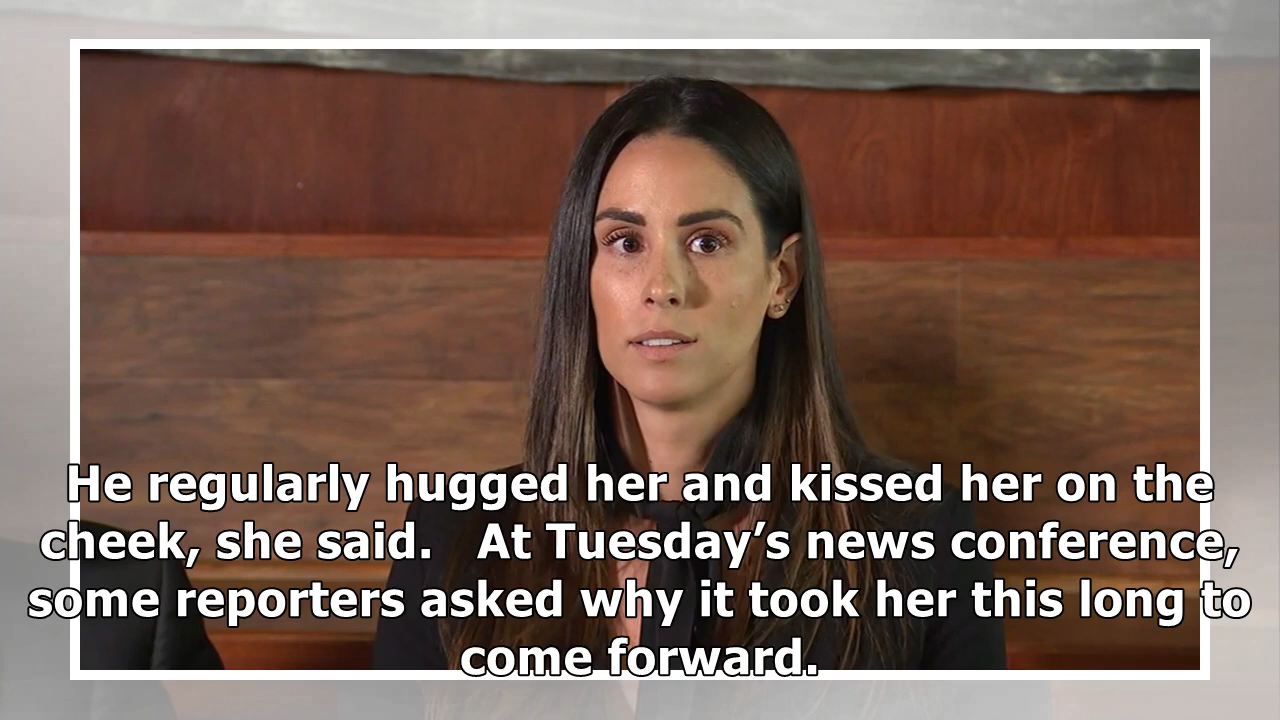 He regularly hugged her and kissed her on the
cheek, she said.   At Tuesday’s news conference,
some reporters asked why it took her this long to
come forward.